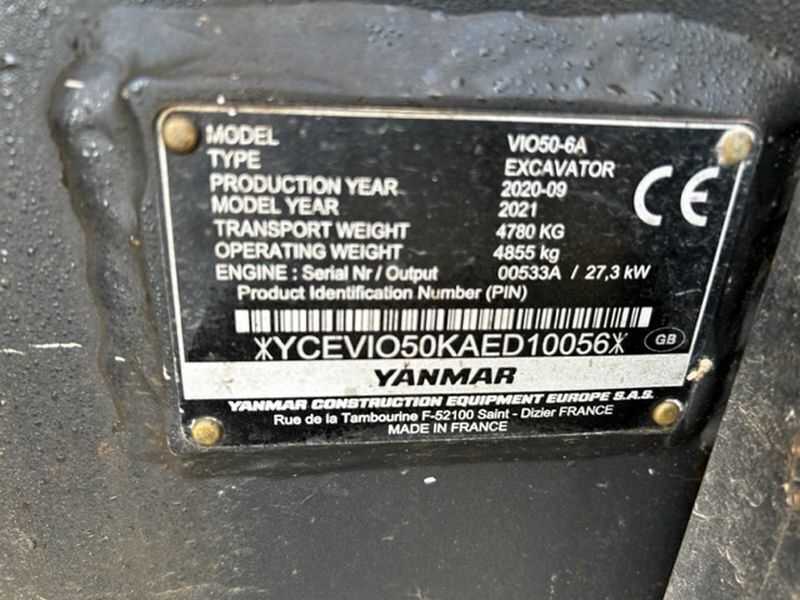 MODEL VIO50-6A
TYPE EXCAVATOR
PRODUCTION YEAR 2020-09
MODEL YEAR 2021
TRANSPORT WEIGHT 4780 KG
OPERATING WEIGHT 4855 kg
ENGINE : Serial Nr / Output 00533A / 27,3 kW
Product Identification Number (PIN)
CE
*YCEVIO50KAED10056*
GB
YANMAR
YANMAR CONSTRUCTION EQUIPMENT EUROPE S.A.S.
Rue de la Tambourine F-52100 Saint - Dizier FRANCE
MADE IN FRANCE